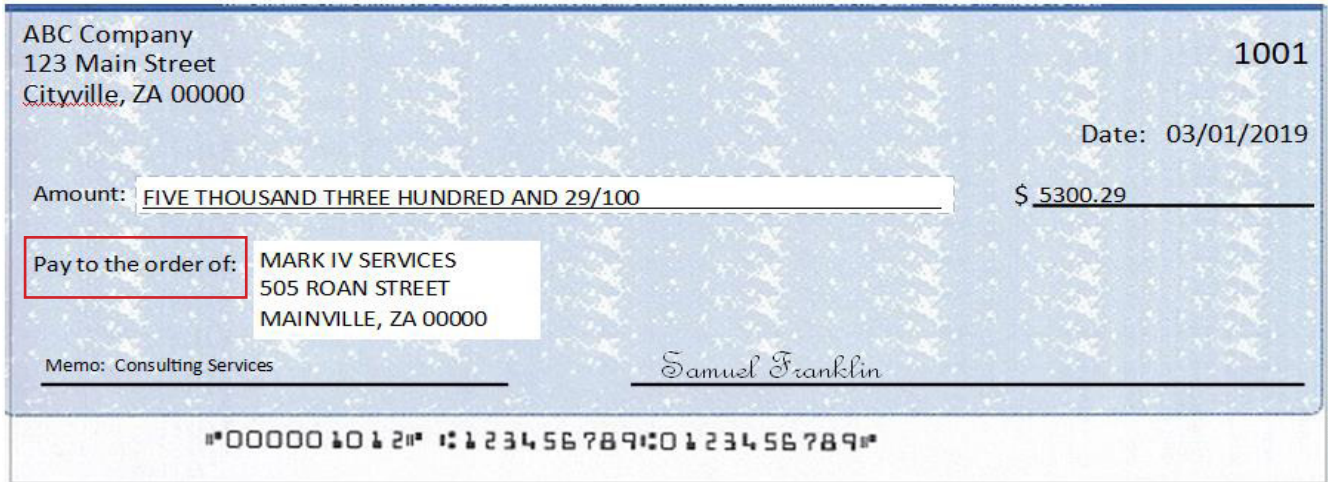 ABC Company
123 Main Street
Cityville, ZA 00000
1001
Date: 03/01/2019
Amount: FIVE THOUSAND THREE HUNDRED AND 29/100 $ 5300.29
Pay to the order of: MARK IV SERVICES
505 ROAN STREET
MAINVILLE, ZA 00000
Memo: Consulting Services
Samuel Franklin
⑈000001012⑈ ⑆123456789⑆0123456789⑈